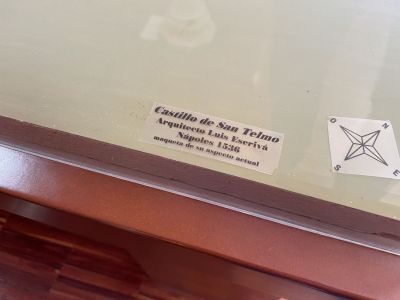 Castillo de San Telmo
Arquitecto Luis Escrivá
Nápoles 1536
maqueta de su aspecto actual
N
O
E
S